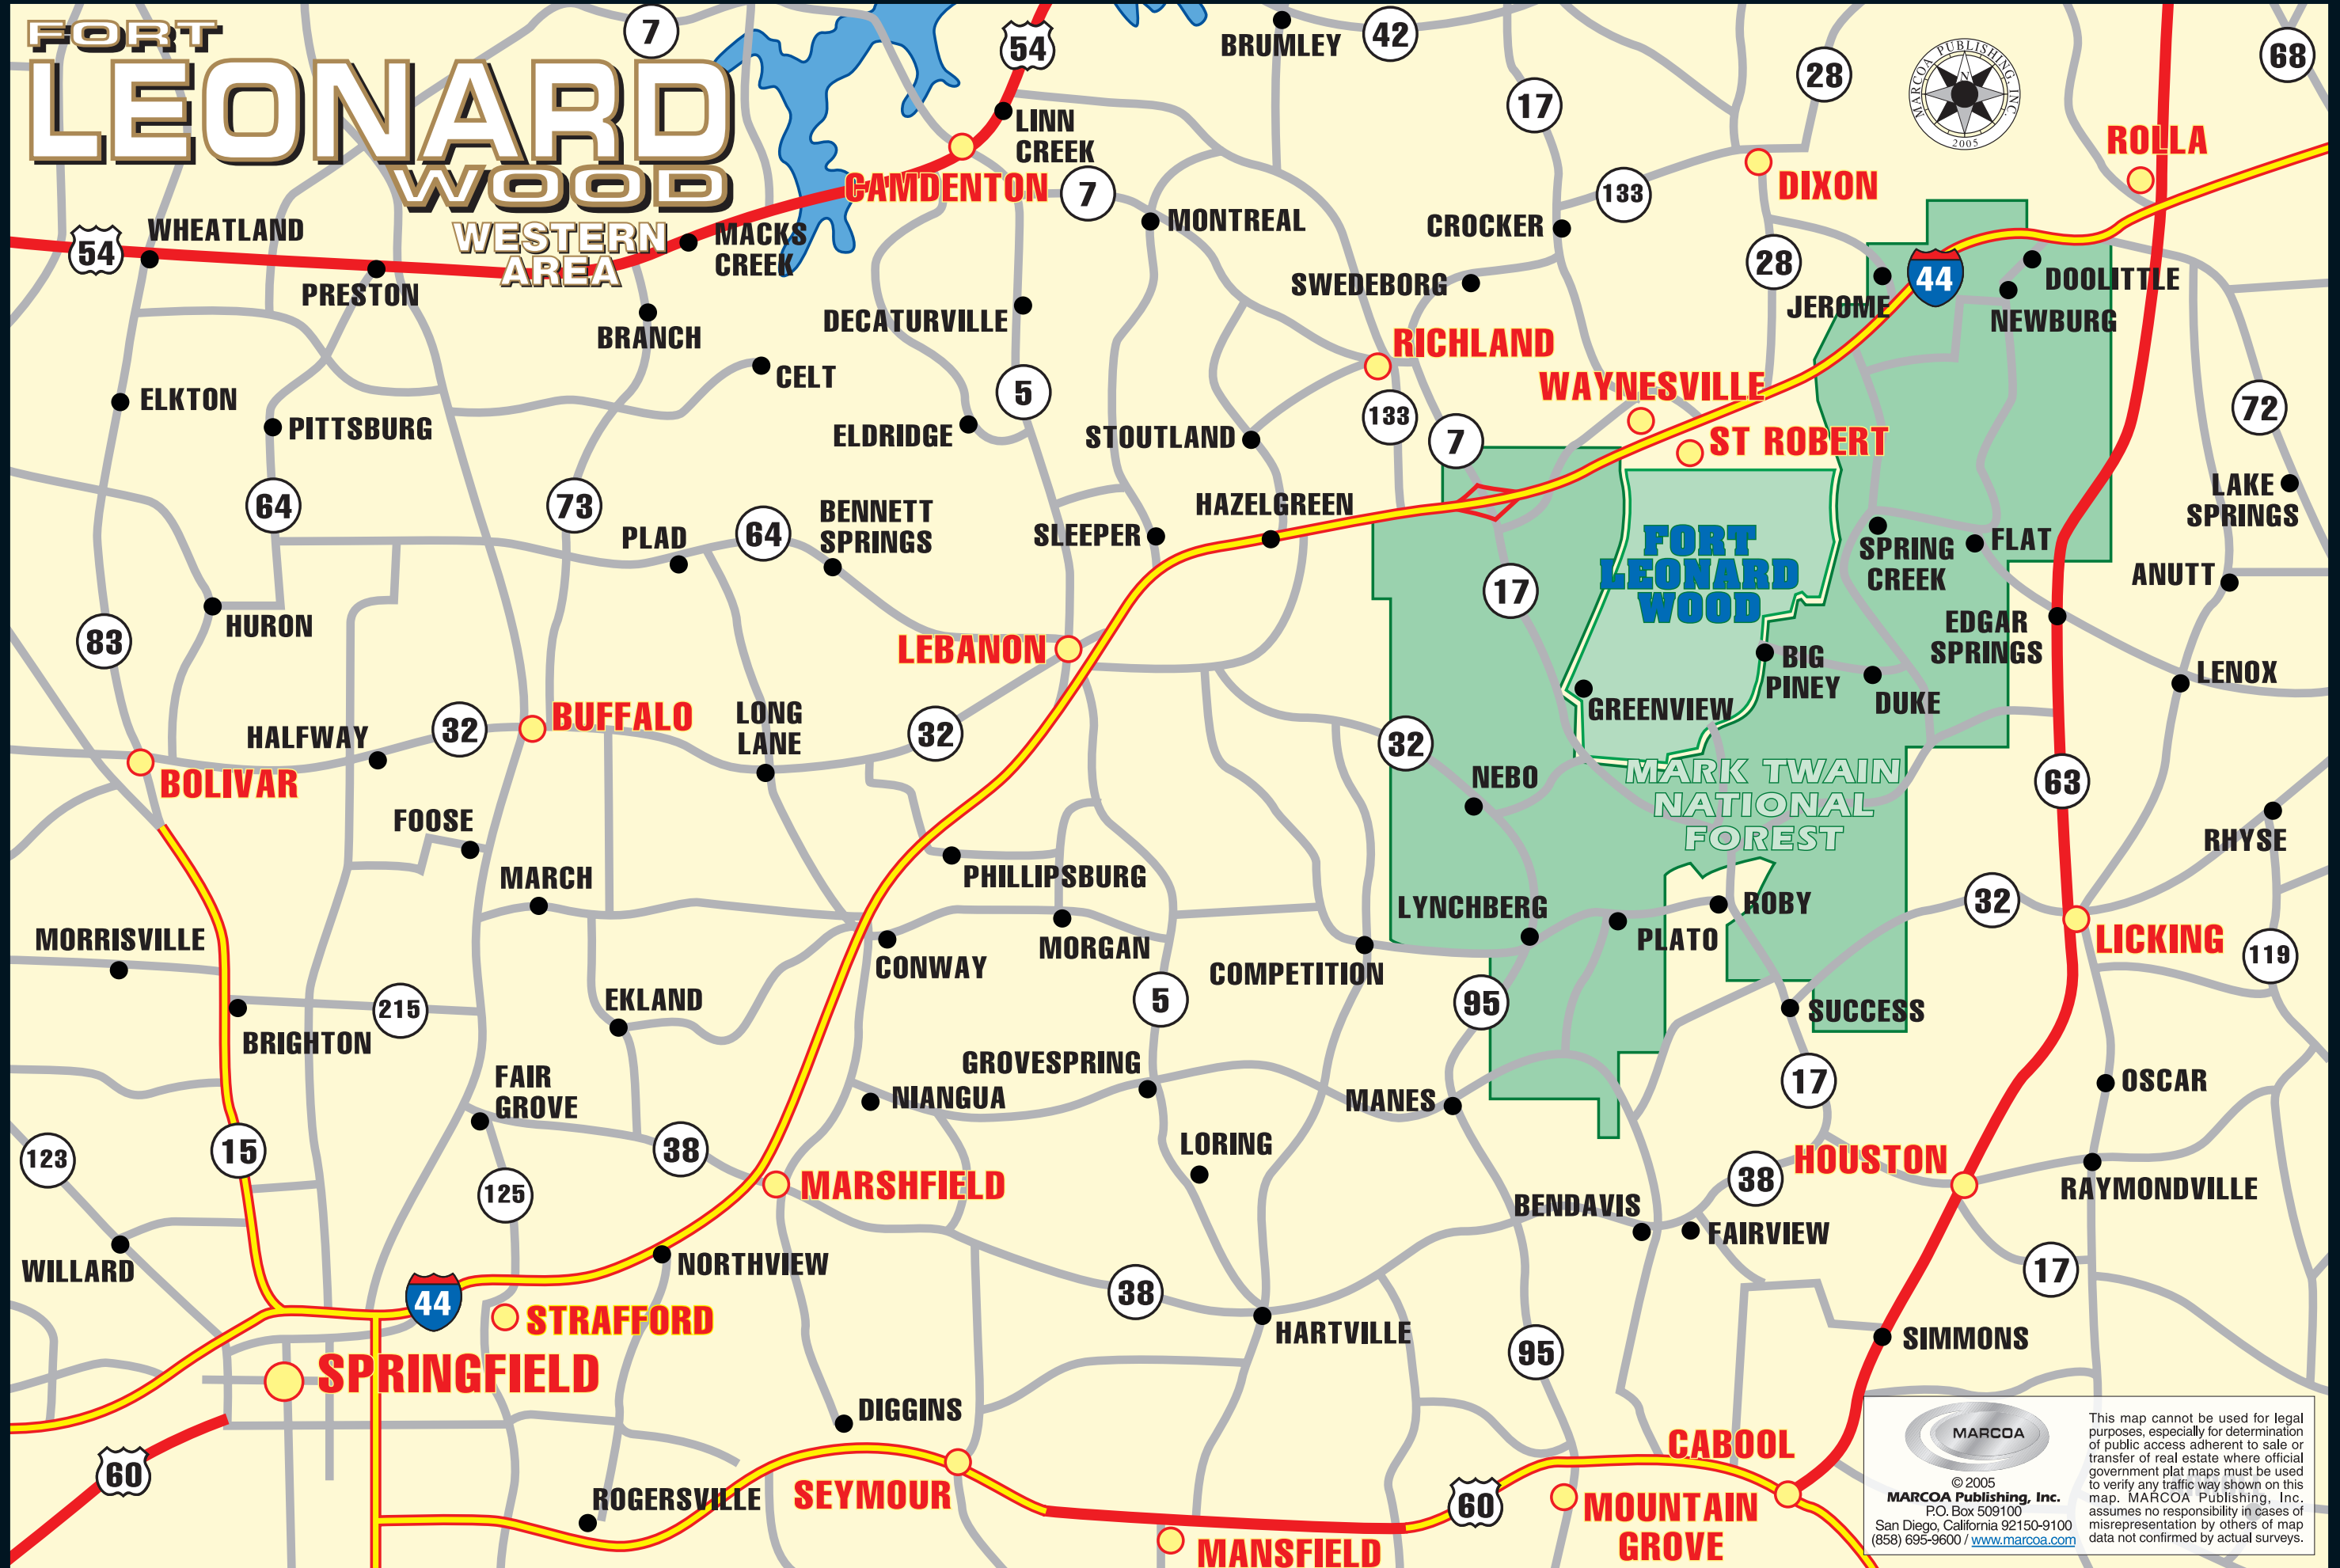 FORT
LEONARD
WOOD
WESTERN
AREA
7
54
BRUMLEY
42
17
28
MARCOA PUBLISHING, INC.
N
2005
68
ROLLA
LINN
CREEK
CAMDENTON
7
133
DIXON
MONTREAL
CROCKER
54
WHEATLAND
MACKS
CREEK
28
44
PRESTON
SWEDEBORG
JEROME
DOOLITTLE
NEWBURG
BRANCH
DECATURVILLE
RICHLAND
CELT
WAYNESVILLE
ELKTON
5
133
72
PITTSBURG
ELDRIDGE
STOUTLAND
7
ST ROBERT
64
73
64
BENNETT
SPRINGS
HAZELGREEN
LAKE
SPRINGS
PLAD
SLEEPER
FORT
LEONARD
WOOD
SPRING
CREEK
FLAT
17
ANUTT
HURON
83
EDGAR
SPRINGS
LEBANON
BIG
PINEY
LENOX
GREENVIEW
DUKE
BUFFALO
LONG
LANE
32
HALFWAY
32
32
BOLIVAR
NEBO
MARK TWAIN
NATIONAL
FOREST
63
FOOSE
RHYSE
MARCH
PHILLIPSBURG
LYNCHBERG
ROBY
32
MORRISVILLE
MORGAN
PLATO
LICKING
CONWAY
COMPETITION
119
215
EKLAND
5
95
SUCCESS
BRIGHTON
FAIR
GROVE
GROVESPRING
NIANGUA
MANES
17
OSCAR
123
15
38
LORING
HOUSTON
125
MARSHFIELD
38
RAYMONDVILLE
BENDAVIS
FAIRVIEW
WILLARD
NORTHVIEW
17
44
38
STRAFFORD
HARTVILLE
SIMMONS
95
SPRINGFIELD
DIGGINS
CABOOL
60
ROGERSVILLE
SEYMOUR
60
MOUNTAIN
GROVE
MANSFIELD
MARCOA
© 2005
MARCOA Publishing, Inc.
P.O. Box 509100
San Diego, California 92150-9100
(858) 695-9600 / www.marcoa.com
This map cannot be used for legal
purposes, especially for determination
of public access adherent to sale or
transfer of real estate where official
government plat maps must be used
to verify any traffic way shown on this
map. MARCOA Publishing, Inc.
assumes no responsibility in cases of
misrepresentation by others of map
data not confirmed by actual surveys.